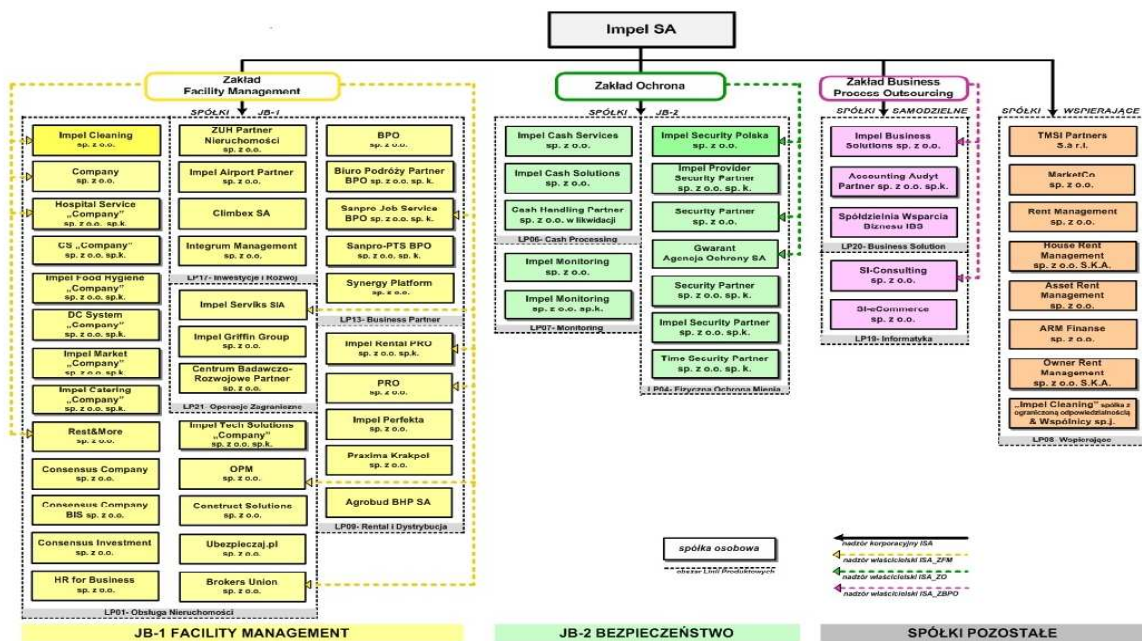 Impel SA
Zakład
Facility Management
Zakład Ochrona
Zakład Business
Process Outsourcing
SPÓŁKI JB-1
SPÓŁKI JB-2
SPÓŁKI SAMODZIELNE
SPÓŁKI WSPIERAJĄCE
Impel Cleaning
sp. z o.o.
Company
sp. z o.o.
Hospital Service
„Company”
sp. z o.o. sp.k.
CS „Company”
sp. z o.o. sp.k.
Impel Food Hygiene
„Company”
sp. z o.o. sp.k.
DC System
„Company”
sp. z o.o. sp.k.
Impel Market
„Company”
sp. z o.o. sp.k.
Impel Catering
„Company”
sp. z o.o. sp.k.
Rest&More
sp. z o.o.
Consensus Company
sp. z o.o.
Consensus Company
BIS sp. z o.o.
Consensus Investment
sp. z o.o.
HR for Business
sp. z o.o.
LP01- Obsługa Nieruchomości
ZUH Partner
Nieruchomości
sp. z o.o.
Impel Airport Partner
sp. z o.o.
Climbex SA
Integrum Management
sp. z o.o.
LP17- Inwestycje i Rozwój
Impel Serviks SIA
Impel Griffin Group
sp. z o.o.
Centrum Badawczo-
Rozwojowe Partner
sp. z o.o.
LP21- Operacje Zagraniczne
Impel Tech Solutions
„Company”
sp. z o.o. sp.k.
OPM
sp. z o.o.
Construct Solutions
sp. z o.o.
Ubezpieczaj.pl
sp. z o.o.
Brokers Union
sp. z o.o.
BPO
sp. z o.o.
Biuro Podróży Partner
BPO sp. z o.o. sp. k.
Sanpro Job Service
BPO sp. z o.o. sp.k.
Sanpro-PTS BPO
sp. z o.o. sp.k.
Synergy Platform
sp. z o.o.
LP13- Business Partner
Impel Rental PRO
sp. z o.o. sp.k.
PRO
sp. z o.o.
Impel Perfekta
sp. z o.o.
Praxima Krakpol
sp. z o.o.
Agrobud BHP SA
LP09- Rental i Dystrybucja
Impel Cash Services
sp. z o.o.
Impel Cash Solutions
sp. z o.o.
Cash Handling Partner
sp. z o.o. w likwidacji
LP06- Cash Processing
Impel Monitoring
sp. z o.o.
Impel Monitoring
sp. z o.o. sp.k.
LP07- Monitoring
Impel Security Polska
sp. z o.o.
Impel Provider
Security Partner
sp. z o.o. sp.k.
Security Partner
sp. z o.o.
Gwarant
Agencja Ochrony SA
Security Partner
sp. z o.o. sp.k.
Impel Security Partner
sp. z o.o. sp.k.
Time Security Partner
sp. z o.o. sp.k.
LP04- Fizyczna Ochrona Mienia
Impel Business
Solutions sp. z o.o.
Accounting Audyt
Partner sp. z o.o. sp.k.
Spółdzielnia Wsparcia
Biznesu IBS
LP20- Business Solution
SI-Consulting
sp. z o.o.
SI-eCommerce
sp. z o.o.
LP19- Informatyka
TMSI Partners
S.à r.l.
MarketCo
sp. z o.o.
Rent Management
sp. z o.o.
House Rent
Management
sp. z o.o. S.K.A.
Asset Rent
Management
sp. z o.o.
ARM Finanse
sp. z o.o.
Owner Rent
Management
sp. z o.o. S.K.A.
„Impel Cleaning” spółka z
ograniczoną odpowiedzialnością
& Wspólnicy sp.j.
LP08 Wspierające
spółka osobowa
obszar Linii Produktowych
nadzór korporacyjny ISA
nadzór właścicielski ISA_ZFM
nadzór właścicielski ISA_ZO
nadzór właścicielski ISA_ZBPO
JB-1 FACILITY MANAGEMENT
JB-2 BEZPIECZEŃSTWO
SPÓŁKI POZOSTAŁE